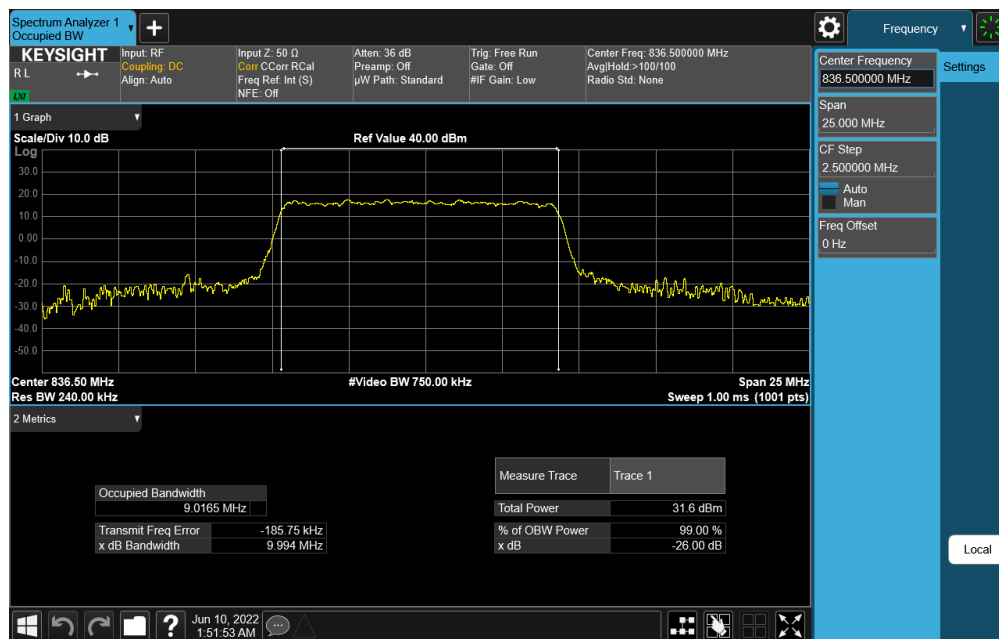 Spectrum Analyzer 1
Occupied BW
Frequency
KEYSIGHT
R L
LXI
Input: RF
Coupling: DC
Align: Auto
Input Z: 50 Ω
Corr CCorr RCal
Freq Ref: Int (S)
NFE: Off
Atten: 36 dB
Preamp: Off
µW Path: Standard
Trig: Free Run
Gate: Off
#IF Gain: Low
Center Freq: 836.500000 MHz
Avg|Hold:>100/100
Radio Std: None
Center Frequency
836.500000 MHz
Settings
Span
25.000 MHz
CF Step
2.500000 MHz
Auto
Man
Freq Offset
0 Hz
Local
1 Graph
Scale/Div 10.0 dB
Ref Value 40.00 dBm
Log
30.0
20.0
10.0
0.00
-10.0
-20.0
-30.0
-40.0
-50.0
Center 836.50 MHz
#Video BW 750.00 kHz
Span 25 MHz
Res BW 240.00 kHz
Sweep 1.00 ms (1001 pts)
2 Metrics
Occupied Bandwidth
9.0165 MHz
Transmit Freq Error -185.75 kHz
x dB Bandwidth 9.994 MHz
Measure Trace Trace 1
Total Power 31.6 dBm
% of OBW Power 99.00 %
x dB -26.00 dB
Jun 10, 2022
1:51:53 AM